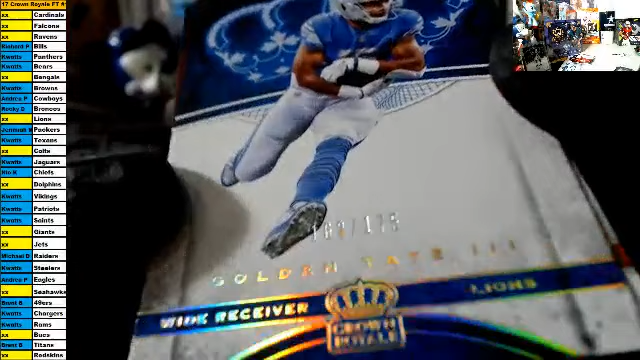 17 Crown Royale FT #
xx Cardinals
xx Falcons
xx Ravens
Richard P Bills
Kwatts Panthers
Kwatts Bears
xx Bengals
Kwatts Browns
Andrew P Cowboys
Rocky D Broncos
xx Lions
Jeremiah Packers
Kwatts Texans
xx Colts
Kwatts Jaguars
Chiefs
xx Dolphins
Kwatts Vikings
Kwatts Patriots
Kwatts Saints
xx Giants
xx Jets
Michael D Raiders
Kwatts Steelers
Andrew P Eagles
xx Seahawks
Brent B 49ers
Kwatts Chargers
Kwatts Rams
xx Bucs
Brent B Titans
xx Redskins
GOLDEN TATE III
WIDE RECEIVER
LIONS
CROWN
ROYALE